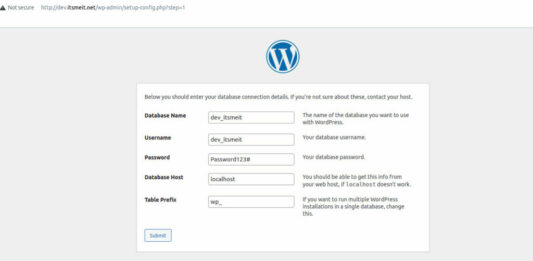 Not secure http://dev.itsmeit.net/wp-admin/setup-config.php?step=1
Below you should enter your database connection details. If you're not sure about these, contact your host.
Database Name dev_itsmeit The name of the database you want to use
with WordPress.
Username dev_itsmeit Your database username.
Password Password123# Your database password.
Database Host localhost You should be able to get this info from
your web host, if localhost doesn't work.
Table Prefix wp_ If you want to run multiple WordPress
installations in a single database, change
this.
Submit